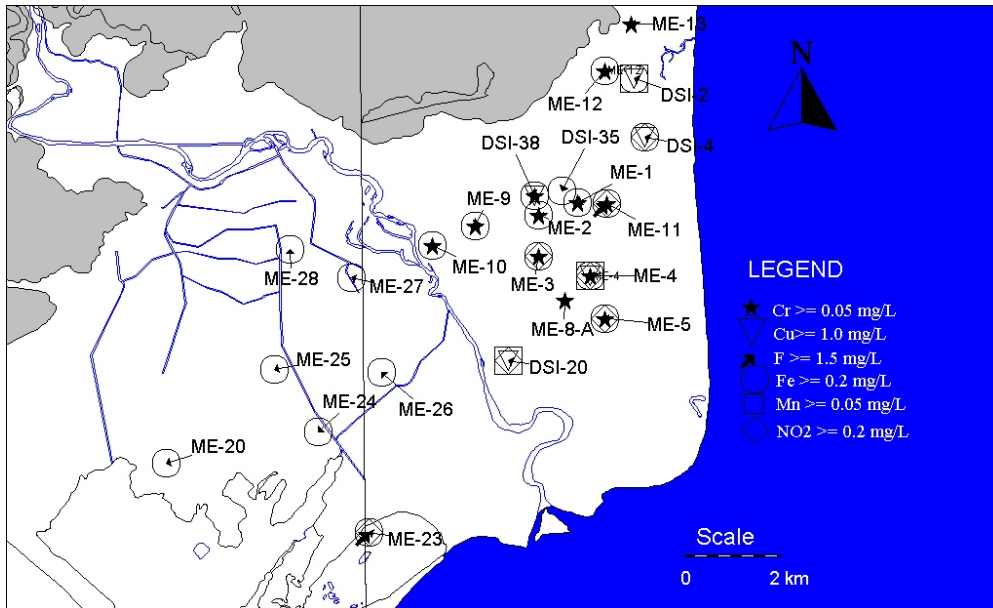 ME-13
N
ME-12
DSI-2
ME-12
DSI-35
DSI-38
DSI-4
ME-1
ME-9
ME-2
ME-11
ME-10
ME-28
ME-27
ME-3
ME-4
ME-8-A
ME-5
LEGEND
Cr >= 0.05 mg/L
Cu>= 1.0 mg/L
F >= 1.5 mg/L
Fe >= 0.2 mg/L
Mn >= 0.05 mg/L
NO2 >= 0.2 mg/L
ME-25
DSI-20
ME-26
ME-24
ME-20
ME-23
Scale
0 2 km